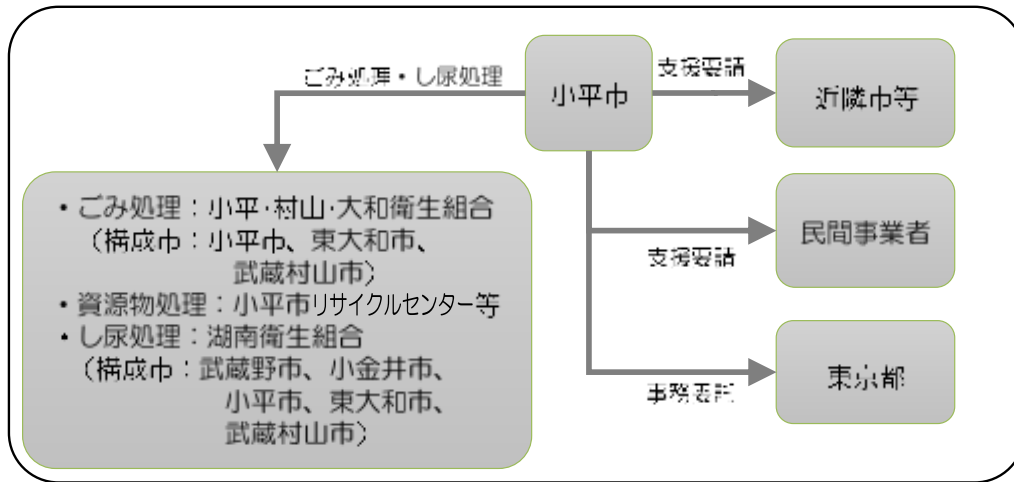 ごみ処理・し尿処理
小平市
支援要請
近隣市等
・ごみ処理：小平・村山・大和衛生組合
（構成市：小平市、東大和市、
武蔵村山市）
・資源物処理：小平市リサイクルセンター等
・し尿処理：湖南衛生組合
（構成市：武蔵野市、小金井市、
小平市、東大和市、
武蔵村山市）
支援要請
民間事業者
事務委託
東京都